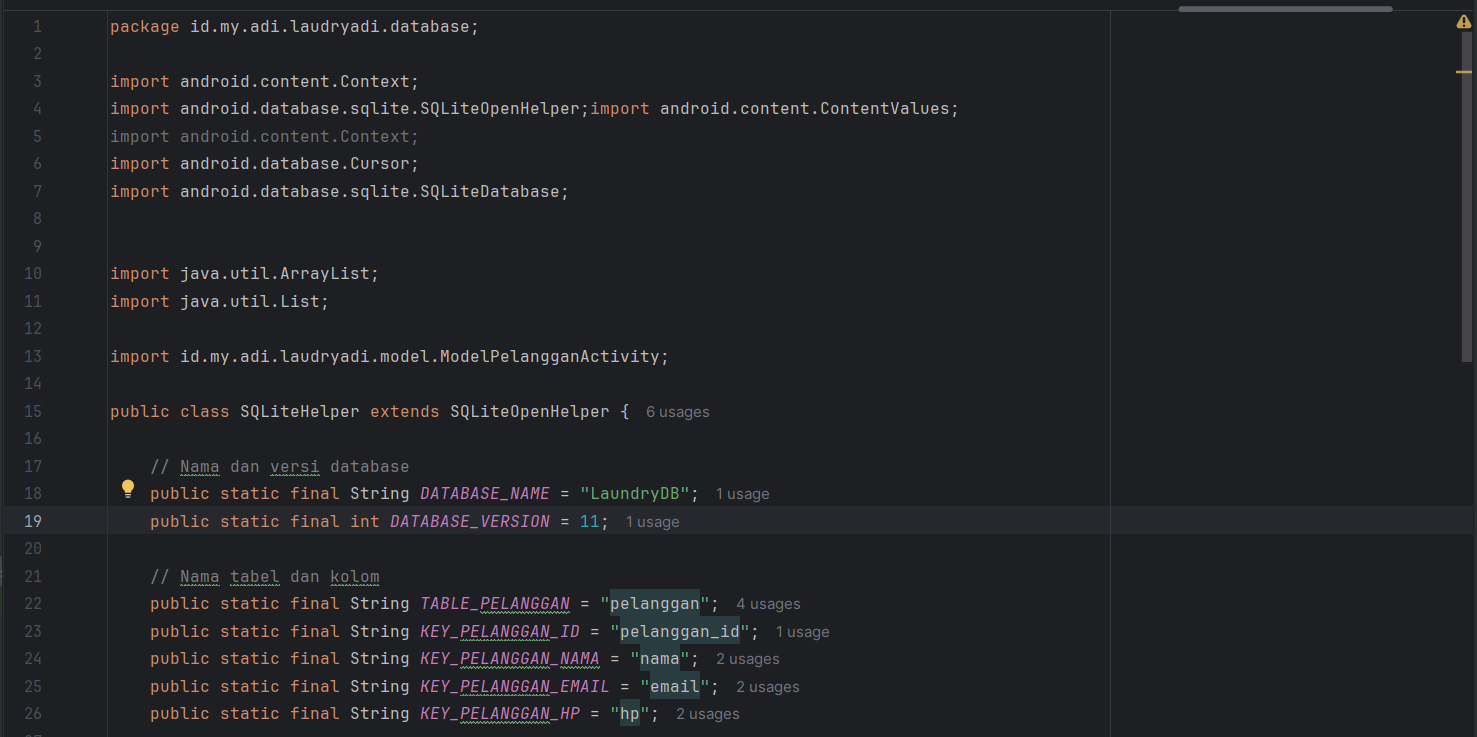 1 package id.my.adi.laudryadi.database;
2
3 import android.content.Context;
4 import android.database.sqlite.SQLiteOpenHelper;import android.content.ContentValues;
5 import android.content.Context;
6 import android.database.Cursor;
7 import android.database.sqlite.SQLiteDatabase;
8
9
10 import java.util.ArrayList;
11 import java.util.List;
12
13 import id.my.adi.laudryadi.model.ModelPelangganActivity;
14
15 public class SQLiteHelper extends SQLiteOpenHelper { 6 usages
16
17 // Nama dan versi database
18 public static final String DATABASE_NAME = "LaundryDB"; 1 usage
19 public static final int DATABASE_VERSION = 11; 1 usage
20
21 // Nama tabel dan kolom
22 public static final String TABLE_PELANGGAN = "pelanggan"; 4 usages
23 public static final String KEY_PELANGGAN_ID = "pelanggan_id"; 1 usage
24 public static final String KEY_PELANGGAN_NAMA = "nama"; 2 usages
25 public static final String KEY_PELANGGAN_EMAIL = "email"; 2 usages
26 public static final String KEY_PELANGGAN_HP = "hp"; 2 usages